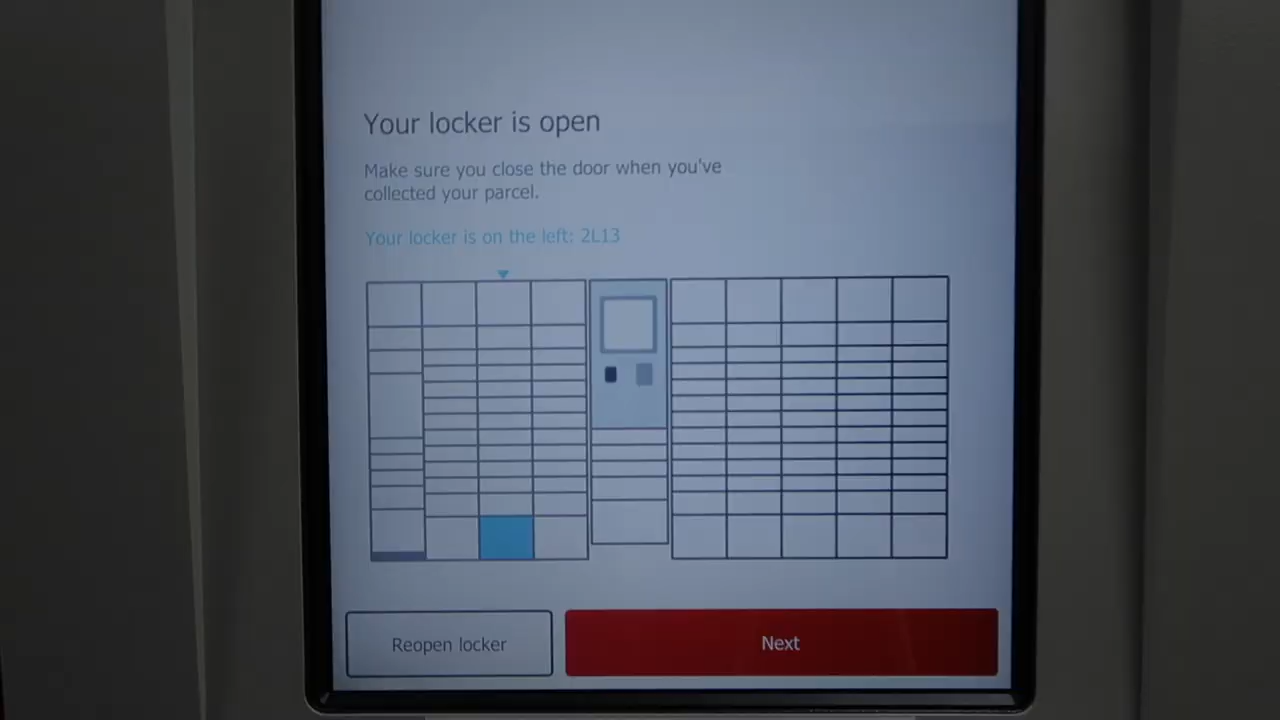 Your locker is open
Make sure you close the door when you've
collected your parcel.
Your locker is on the left: 2L13
Reopen locker
Next